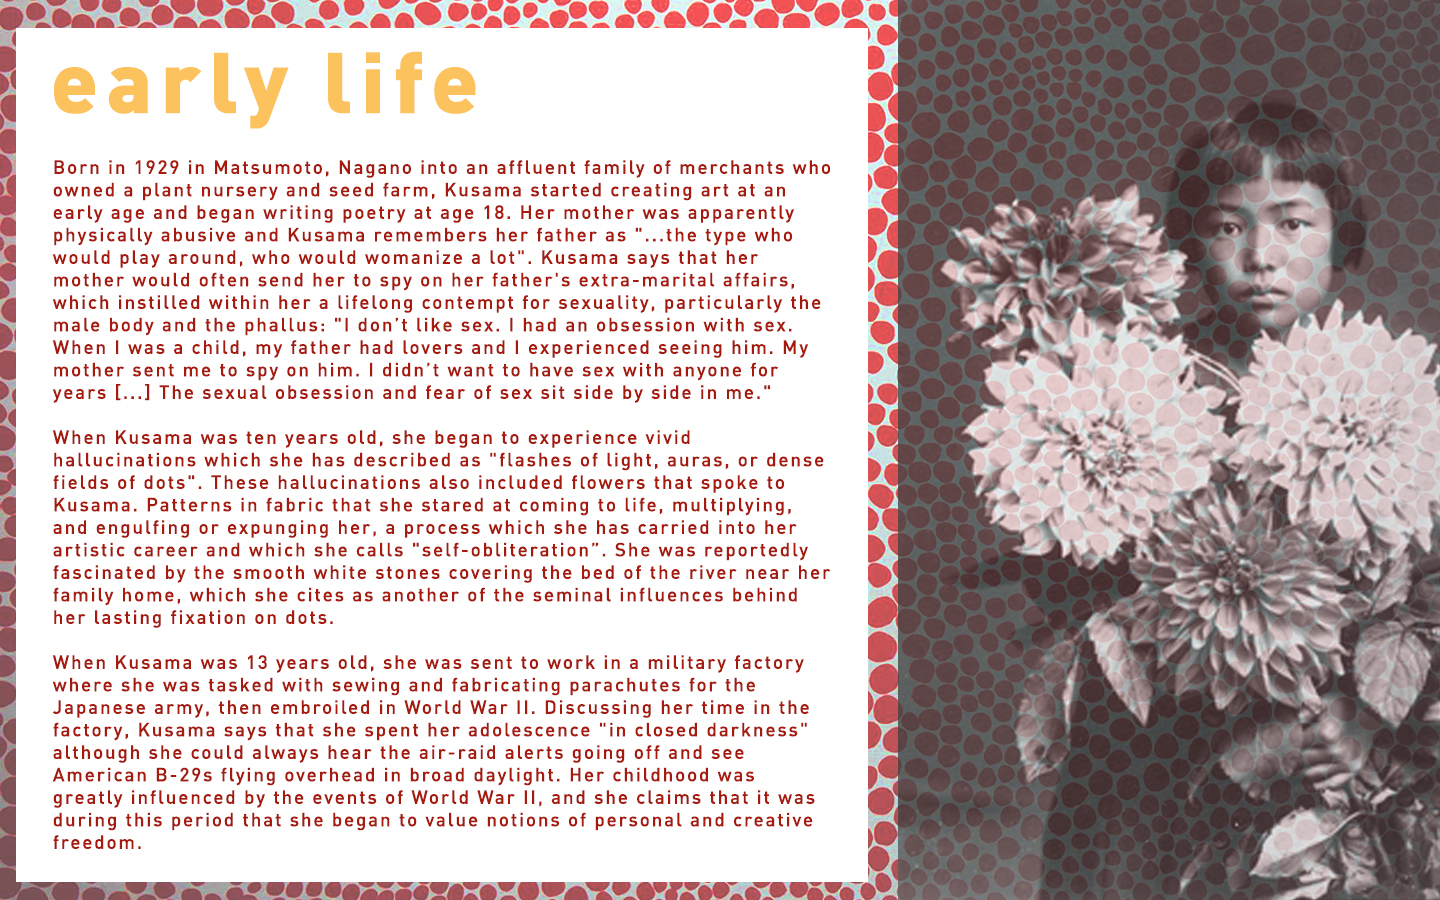 early life
Born in 1929 in Matsumoto, Nagano into an affluent family of merchants who
owned a plant nursery and seed farm, Kusama started creating art at an
early age and began writing poetry at age 18. Her mother was apparently
physically abusive and Kusama remembers her father as "...the type who
would play around, who would womanize a lot". Kusama says that her
mother would often send her to spy on her father's extra-marital affairs,
which instilled within her a lifelong contempt for sexuality, particularly the
male body and the phallus: "I don’t like sex. I had an obsession with sex.
When I was a child, my father had lovers and I experienced seeing him. My
mother sent me to spy on him. I didn’t want to have sex with anyone for
years [...] The sexual obsession and fear of sex sit side by side in me."
When Kusama was ten years old, she began to experience vivid
hallucinations which she has described as "flashes of light, auras, or dense
fields of dots". These hallucinations also included flowers that spoke to
Kusama. Patterns in fabric that she stared at coming to life, multiplying,
and engulfing or expunging her, a process which she has carried into her
artistic career and which she calls "self-obliteration”. She was reportedly
fascinated by the smooth white stones covering the bed of the river near her
family home, which she cites as another of the seminal influences behind
her lasting fixation on dots.
When Kusama was 13 years old, she was sent to work in a military factory
where she was tasked with sewing and fabricating parachutes for the
Japanese army, then embroiled in World War II. Discussing her time in the
factory, Kusama says that she spent her adolescence "in closed darkness"
although she could always hear the air-raid alerts going off and see
American B-29s flying overhead in broad daylight. Her childhood was
greatly influenced by the events of World War II, and she claims that it was
during this period that she began to value notions of personal and creative
freedom.